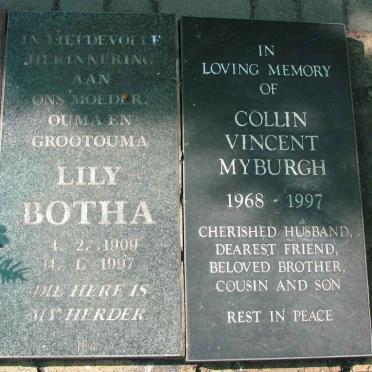 IN LIEFDEVOLLE
HERINNERING
AAN
ONS MOEDER,
OUMA EN
GROOTOUMA
LILY
BOTHA
4. 2. 1909
14. 1. 1997
DIE HERE IS
MY HERDER
IN
LOVING MEMORY
OF
COLLIN
VINCENT
MYBURGH
1968 - 1997
CHERISHED HUSBAND,
DEAREST FRIEND,
BELOVED BROTHER,
COUSIN AND SON
REST IN PEACE